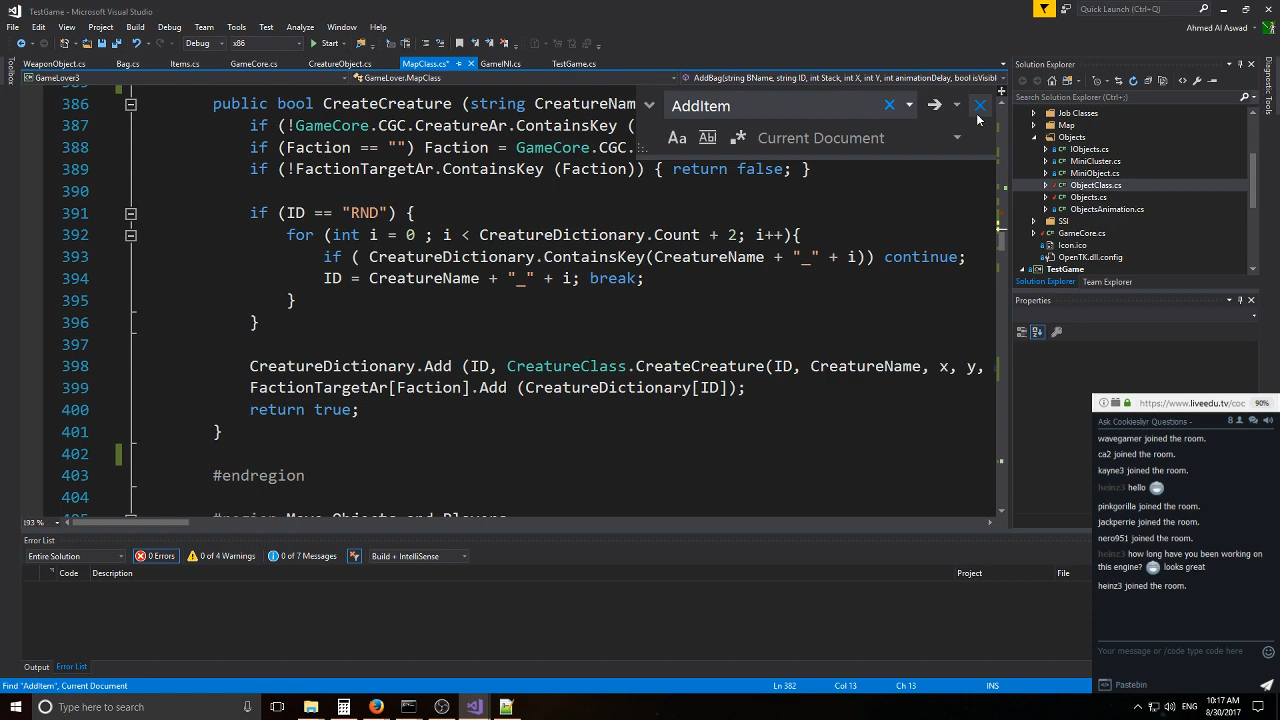 TestGame - Microsoft Visual Studio
Quick Launch (Ctrl+Q)
File Edit View Project Build Debug Team Tools Test Analyze Window Help
Ahmed Al Aswad
Debug x86 Start
WeaponObject.cs Bag.cs Items.cs GameCore.cs CreatureObject.cs MapClass.cs* GameINI.cs TestGame.cs
GameLover3 GameLover.MapClass AddBag(string BName, string ID, int Stack, int X, int Y, int animationDelay, bool isVisibl
Toolbox
Diagnostic Tools
385
386 public bool CreateCreature (string CreatureNam
387 if (!GameCore.CGC.CreatureAr.ContainsKey (
388 if (Faction == "") Faction = GameCore.CGC.
389 if (!FactionTargetAr.ContainsKey (Faction)) { return false; }
390
391 if (ID == "RND") {
392 for (int i = 0 ; i < CreatureDictionary.Count + 2; i++){
393 if ( CreatureDictionary.ContainsKey(CreatureName + "_" + i)) continue;
394 ID = CreatureName + "_" + i; break;
395 }
396 }
397
398 CreatureDictionary.Add (ID, CreatureClass.CreateCreature(ID, CreatureName, x, y,
399 FactionTargetAr[Faction].Add (CreatureDictionary[ID]);
400 return true;
401 }
402
403 #endregion
404
405 #region Move Objects and Players
AddItem
Aa Ab| .* Current Document
193 %
Solution Explorer
Search Solution Explorer (Ctrl+;)
Job Classes
Map
Objects
IObjects.cs
MiniCluster.cs
MiniObject.cs
ObjectClass.cs
Objects.cs
ObjectsAnimation.cs
SSI
GameCore.cs
Icon.ico
OpenTK.dll.config
TestGame
Solution Explorer Team Explorer
Properties
Error List
Entire Solution 0 Errors 0 of 4 Warnings 0 of 7 Messages Build + IntelliSense
Code Description Project File
Output Error List
Find "AddItem", Current Document Ln 382 Col 13 Ch 13 INS
https://www.liveedu.tv/coc 90%
Ask Cookiesliyr Questions - 8
wavegamer joined the room.
ca2 joined the room.
kayne3 joined the room.
heinz3 hello
pinkgorilla joined the room.
jackperrie joined the room.
nero951 joined the room.
heinz3 how long have you been working on
this engine? looks great
heinz3 joined the room.
Your message or /code type code here
Pastebin
Type here to search
ENG
10:17 AM
8/30/2017